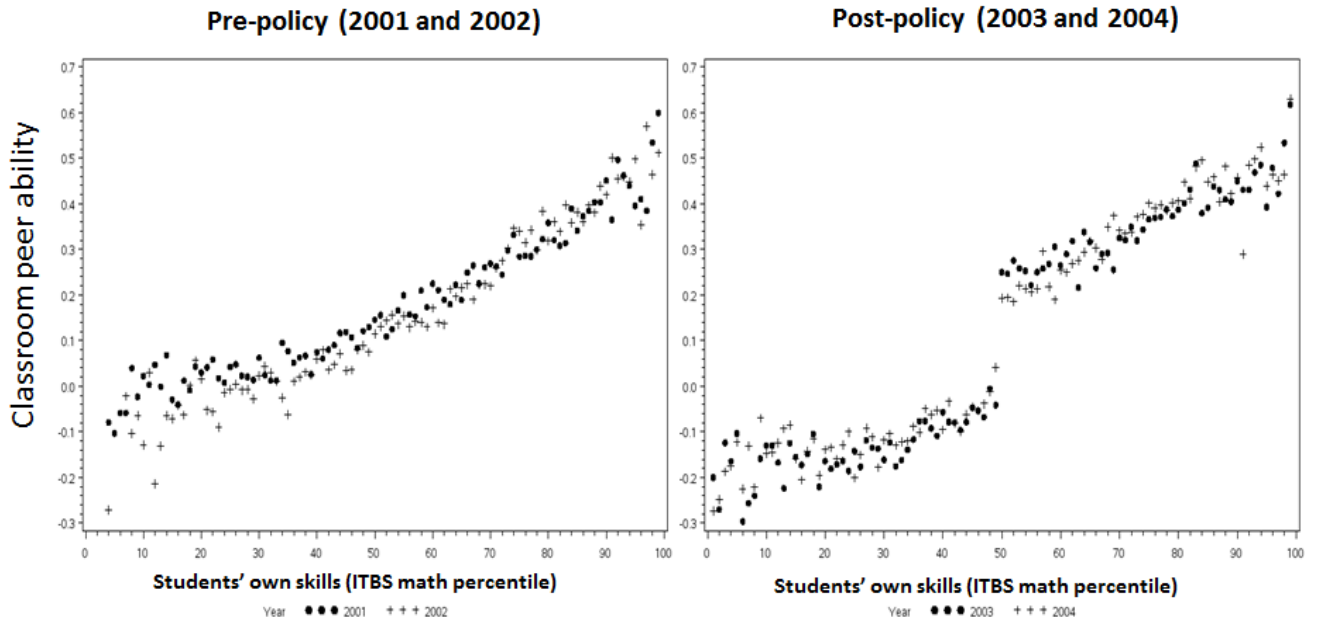 Pre-policy (2001 and 2002)
Post-policy (2003 and 2004)
Classroom peer ability
0.7
0.6
0.5
0.4
0.3
0.2
0.1
0.0
-0.1
-0.2
-0.3
0 10 20 30 40 50 60 70 80 90 100
Students' own skills (ITBS math percentile)
Year 2001 2002
0.7
0.6
0.5
0.4
0.3
0.2
0.1
0.0
-0.1
-0.2
-0.3
0 10 20 30 40 50 60 70 80 90 100
Students' own skills (ITBS math percentile)
Year 2003 2004